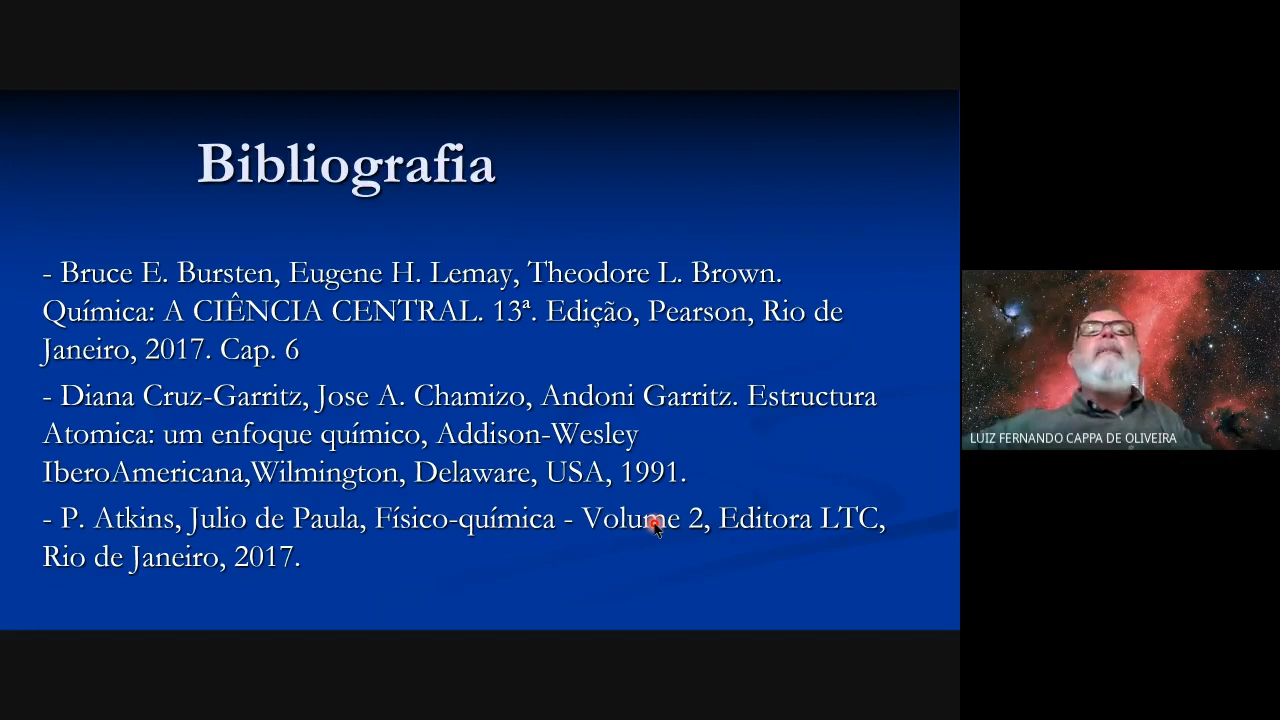 Bibliografia
- Bruce E. Bursten, Eugene H. Lemay, Theodore L. Brown.
Química: A CIÊNCIA CENTRAL. 13ª. Edição, Pearson, Rio de
Janeiro, 2017. Cap. 6
- Diana Cruz-Garritz, Jose A. Chamizo, Andoni Garritz. Estructura
Atomica: um enfoque químico, Addison-Wesley
IberoAmericana,Wilmington, Delaware, USA, 1991.
- P. Atkins, Julio de Paula, Físico-química - Volume 2, Editora LTC,
Rio de Janeiro, 2017.
LUIZ FERNANDO CAPPA DE OLIVEIRA